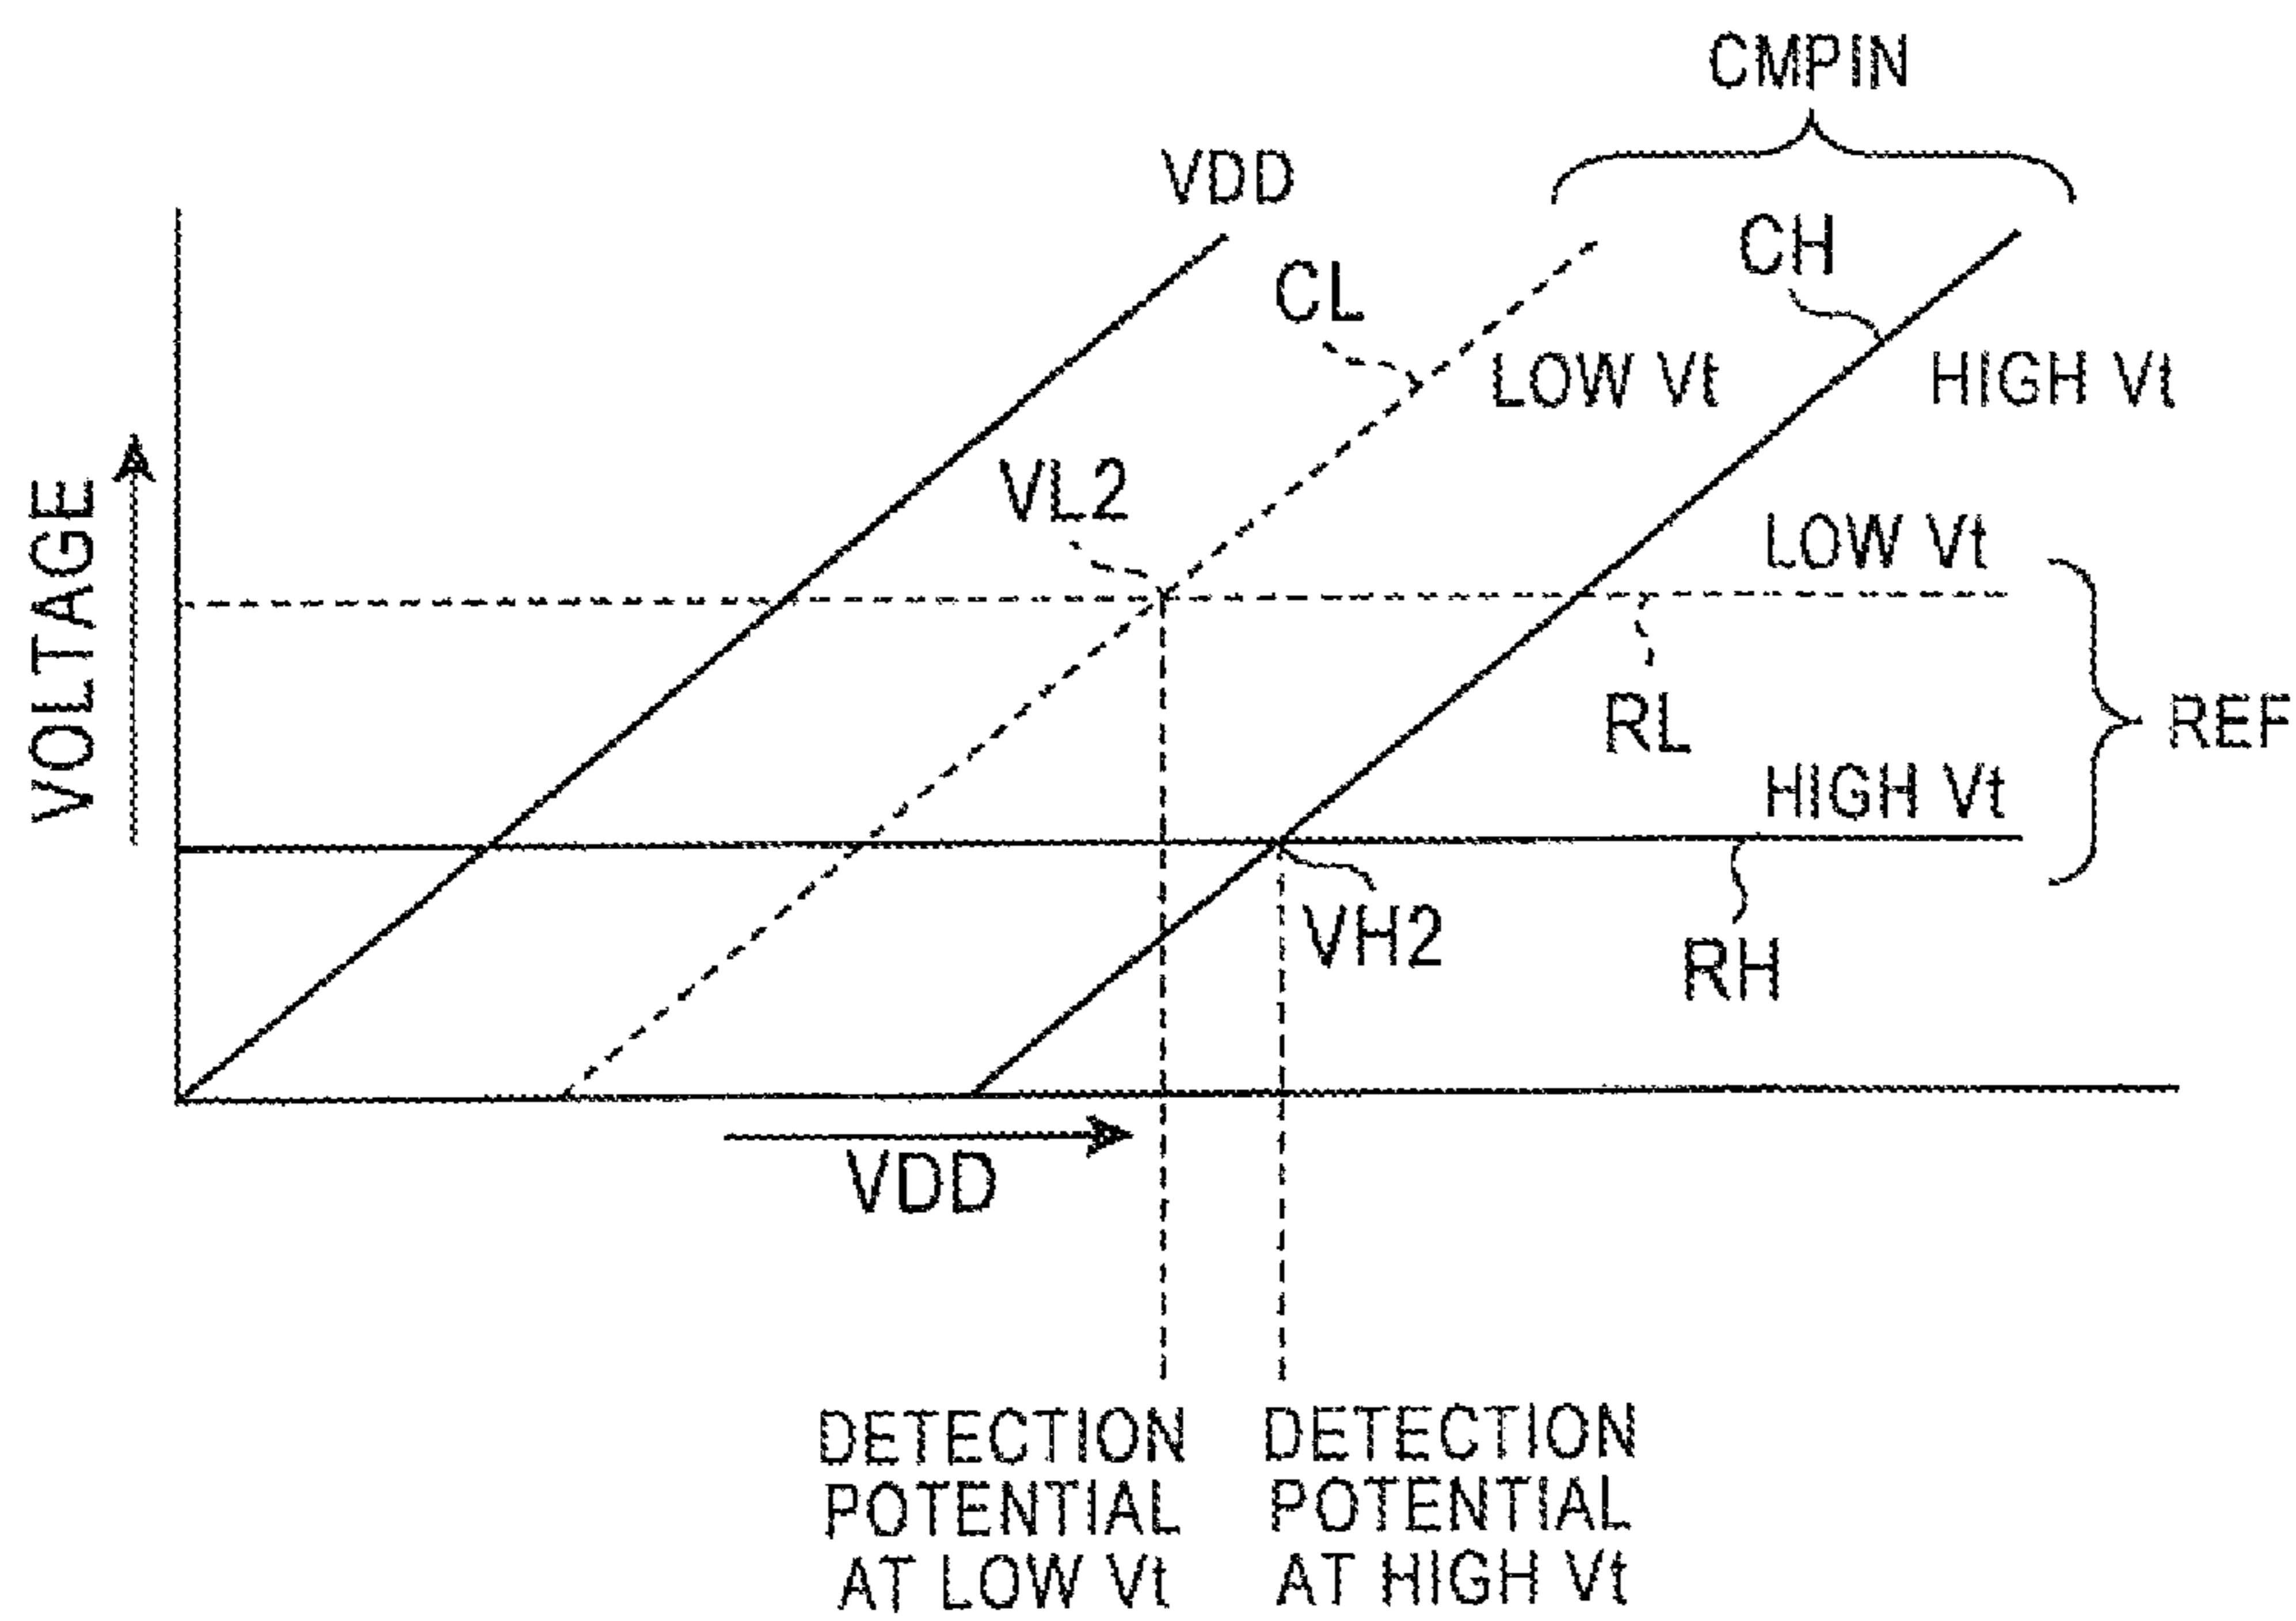 CMPIN
VDD
CH
CL
LOW Vt
HIGH Vt
VL2
LOW Vt
VOLTAGE
RL
REF
HIGH Vt
VH2
RH
VDD
DETECTION
POTENTIAL
AT LOW Vt
DETECTION
POTENTIAL
AT HIGH Vt